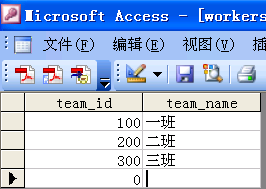 Microsoft Access - [workers
文件(F) 编辑(E) 视图(V) 插
team_id team_name
100 一班
200 二班
300 三班
0